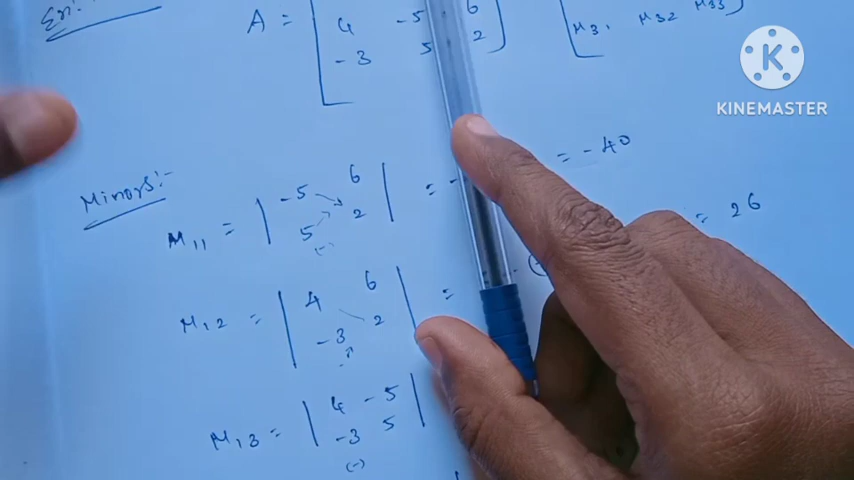 A = 4 -5 6
-3 5 2
M31 M32 M33
KINEMASTER
Minors:-
M11 = | -5 6 | = - = -40
5 2
(-)
M12 = | 4 6 | = = 26
-3 2
M13 = | 4 -5 |
-3 5
(-)